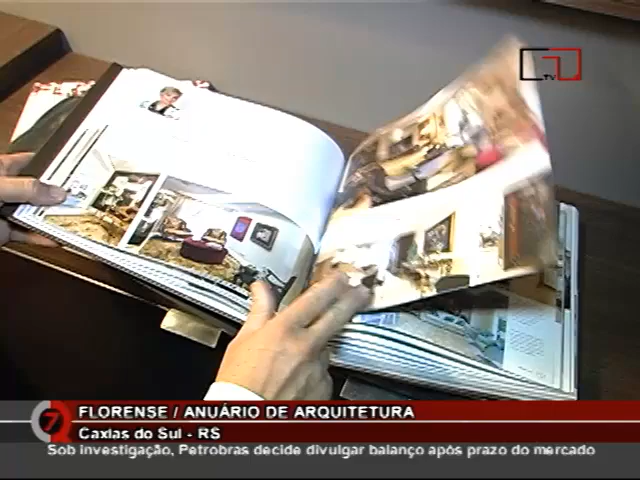 TV
7
FLORENSE / ANUÁRIO DE ARQUITETURA
Caxias do Sul - RS
Sob investigação, Petrobras decide divulgar balanço após prazo do mercado